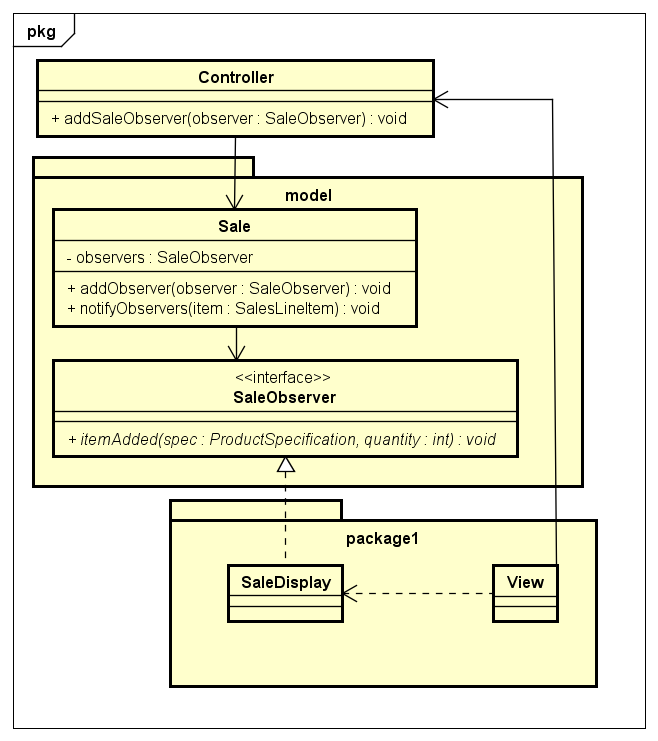 pkg
Controller
+ addSaleObserver(observer : SaleObserver) : void
model
Sale
- observers : SaleObserver
+ addObserver(observer : SaleObserver) : void
+ notifyObservers(item : SalesLineItem) : void
<<interface>>
SaleObserver
+ itemAdded(spec : ProductSpecification, quantity : int) : void
package1
SaleDisplay
View